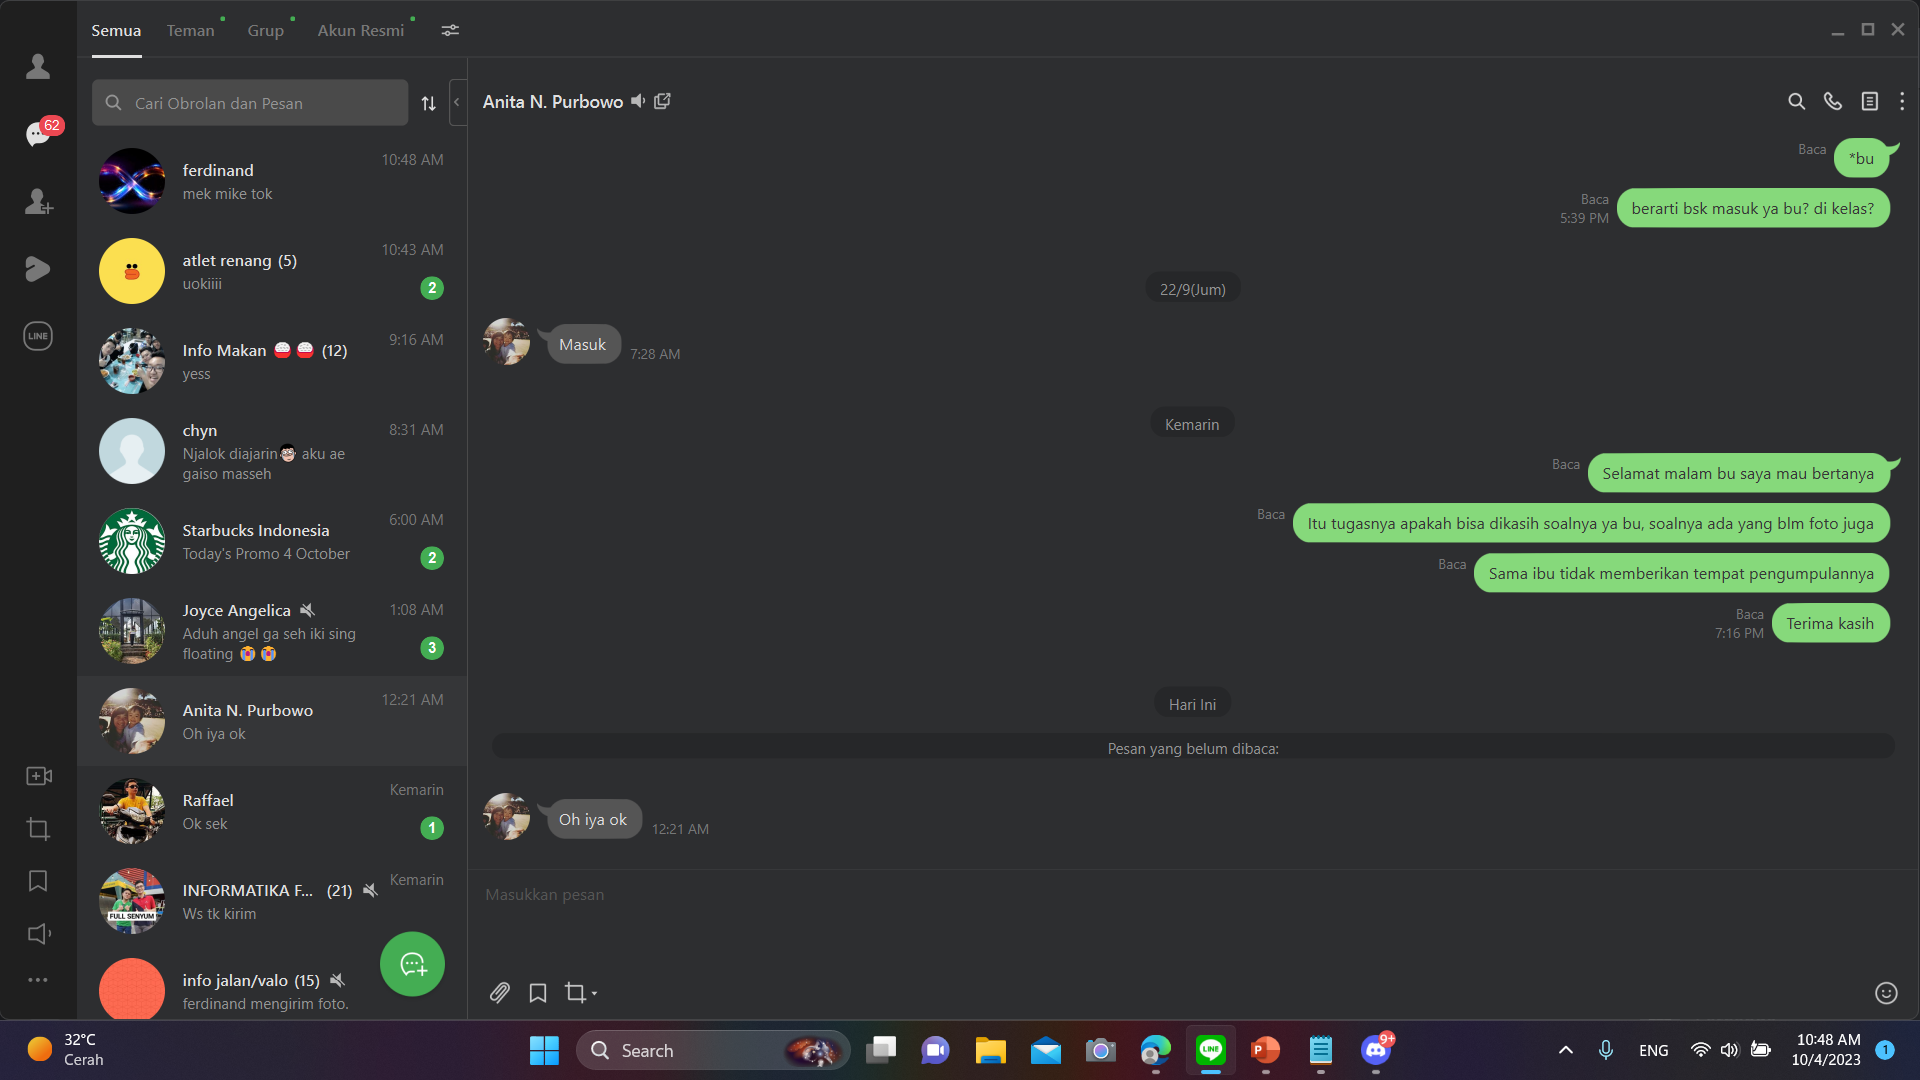 Semua Teman Grup Akun Resmi
Cari Obrolan dan Pesan
62
LINE
ferdinand 10:48 AM
mek mike tok
atlet renang (5) 10:43 AM
uokiiii 2
Info Makan 🍚 🍚 (12) 9:16 AM
yess
chyn 8:31 AM
Njalok diajarin aku ae
gaiso masseh
Starbucks Indonesia 6:00 AM
Today's Promo 4 October 2
Joyce Angelica 1:08 AM
Aduh angel ga seh iki sing
floating 😭 😭 3
Anita N. Purbowo 12:21 AM
Oh iya ok
Raffael Kemarin
Ok sek 1
FULL SENYUM
INFORMATIKA F... (21) Kemarin
Ws tk kirim
info jalan/valo (15)
ferdinand mengirim foto.
Anita N. Purbowo
Baca *bu
Baca
5:39 PM berarti bsk masuk ya bu? di kelas?
22/9(Jum)
Masuk 7:28 AM
Kemarin
Baca Selamat malam bu saya mau bertanya
Baca Itu tugasnya apakah bisa dikasih soalnya ya bu, soalnya ada yang blm foto juga
Baca Sama ibu tidak memberikan tempat pengumpulannya
Baca
7:16 PM Terima kasih
Hari Ini
Pesan yang belum dibaca:
Oh iya ok 12:21 AM
Masukkan pesan
32°C
Cerah
Search
LINE
P
9+
ENG
10:48 AM
10/4/2023
1